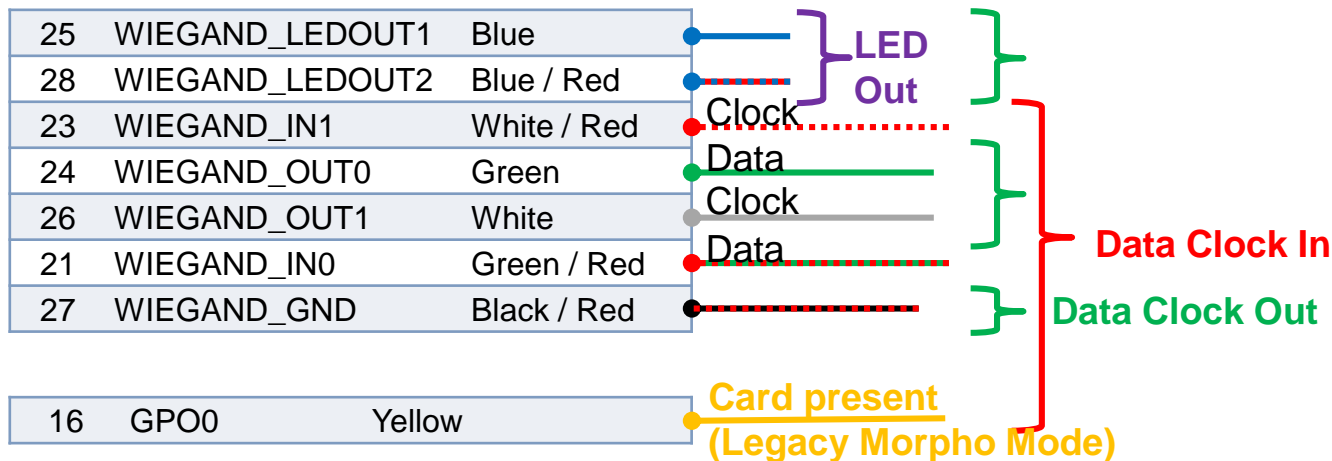 25 WIEGAND_LEDOUT1 Blue
28 WIEGAND_LEDOUT2 Blue / Red
23 WIEGAND_IN1 White / Red
24 WIEGAND_OUT0 Green
26 WIEGAND_OUT1 White
21 WIEGAND_IN0 Green / Red
27 WIEGAND_GND Black / Red
LED
Out
Clock
Data
Clock
Data
Data Clock In
Data Clock Out
16 GPO0 Yellow
Card present
(Legacy Morpho Mode)